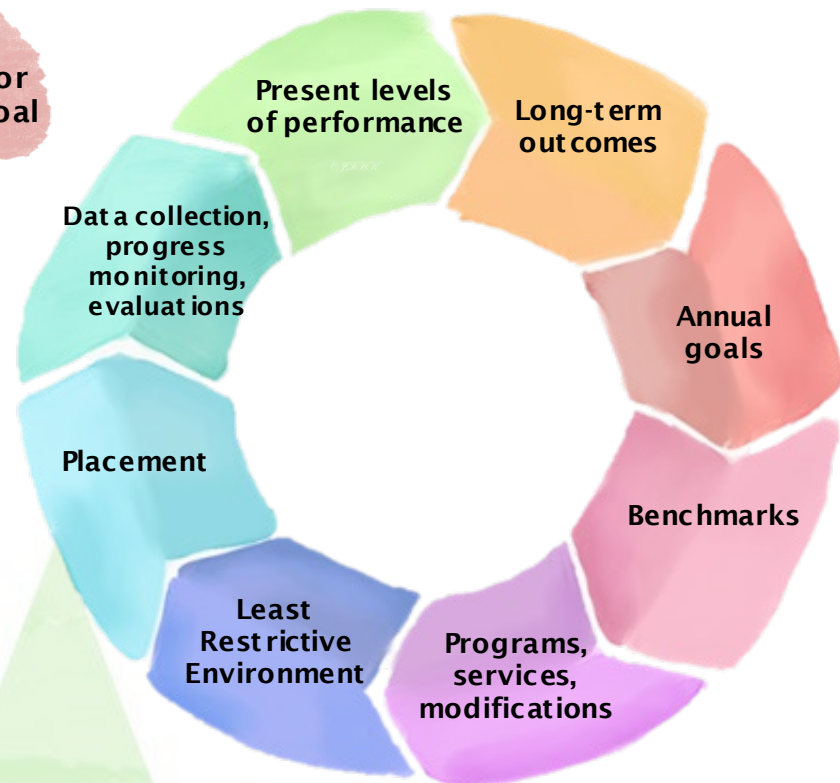 or
oal
Present levels
of performance
Long-term
outcomes
Annual
goals
Benchmarks
Programs,
services,
modifications
Least
Restrictive
Environment
Placement
Data collection,
progress
monitoring,
evaluations